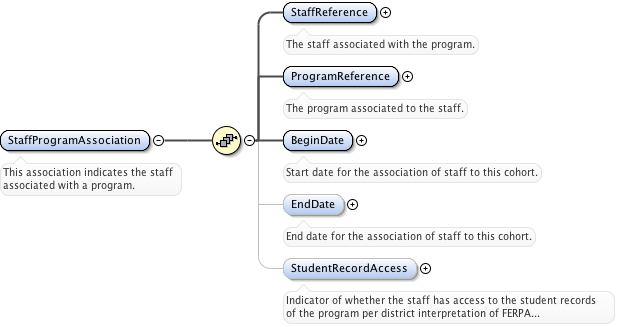 StaffReference
The staff associated with the program.
ProgramReference
The program associated to the staff.
StaffProgramAssociation
This association indicates the staff
associated with a program.
BeginDate
Start date for the association of staff to this cohort.
EndDate
End date for the association of staff to this cohort.
StudentRecordAccess
Indicator of whether the staff has access to the student records
of the program per district interpretation of FERPA...